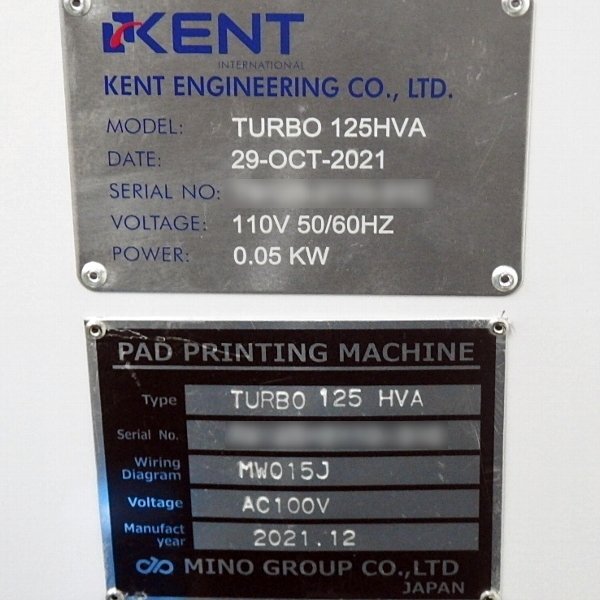 KENT
INTERNATIONAL
KENT ENGINEERING CO., LTD.
MODEL: TURBO 125HVA
DATE: 29-OCT-2021
SERIAL NO:
VOLTAGE: 110V 50/60HZ
POWER: 0.05 KW
PAD PRINTING MACHINE
Type TURBO 125 HVA
Serial No.
Wiring
Diagram MW015J
Voltage AC100V
Manufact
year 2021.12
MINO GROUP CO.,LTD
JAPAN